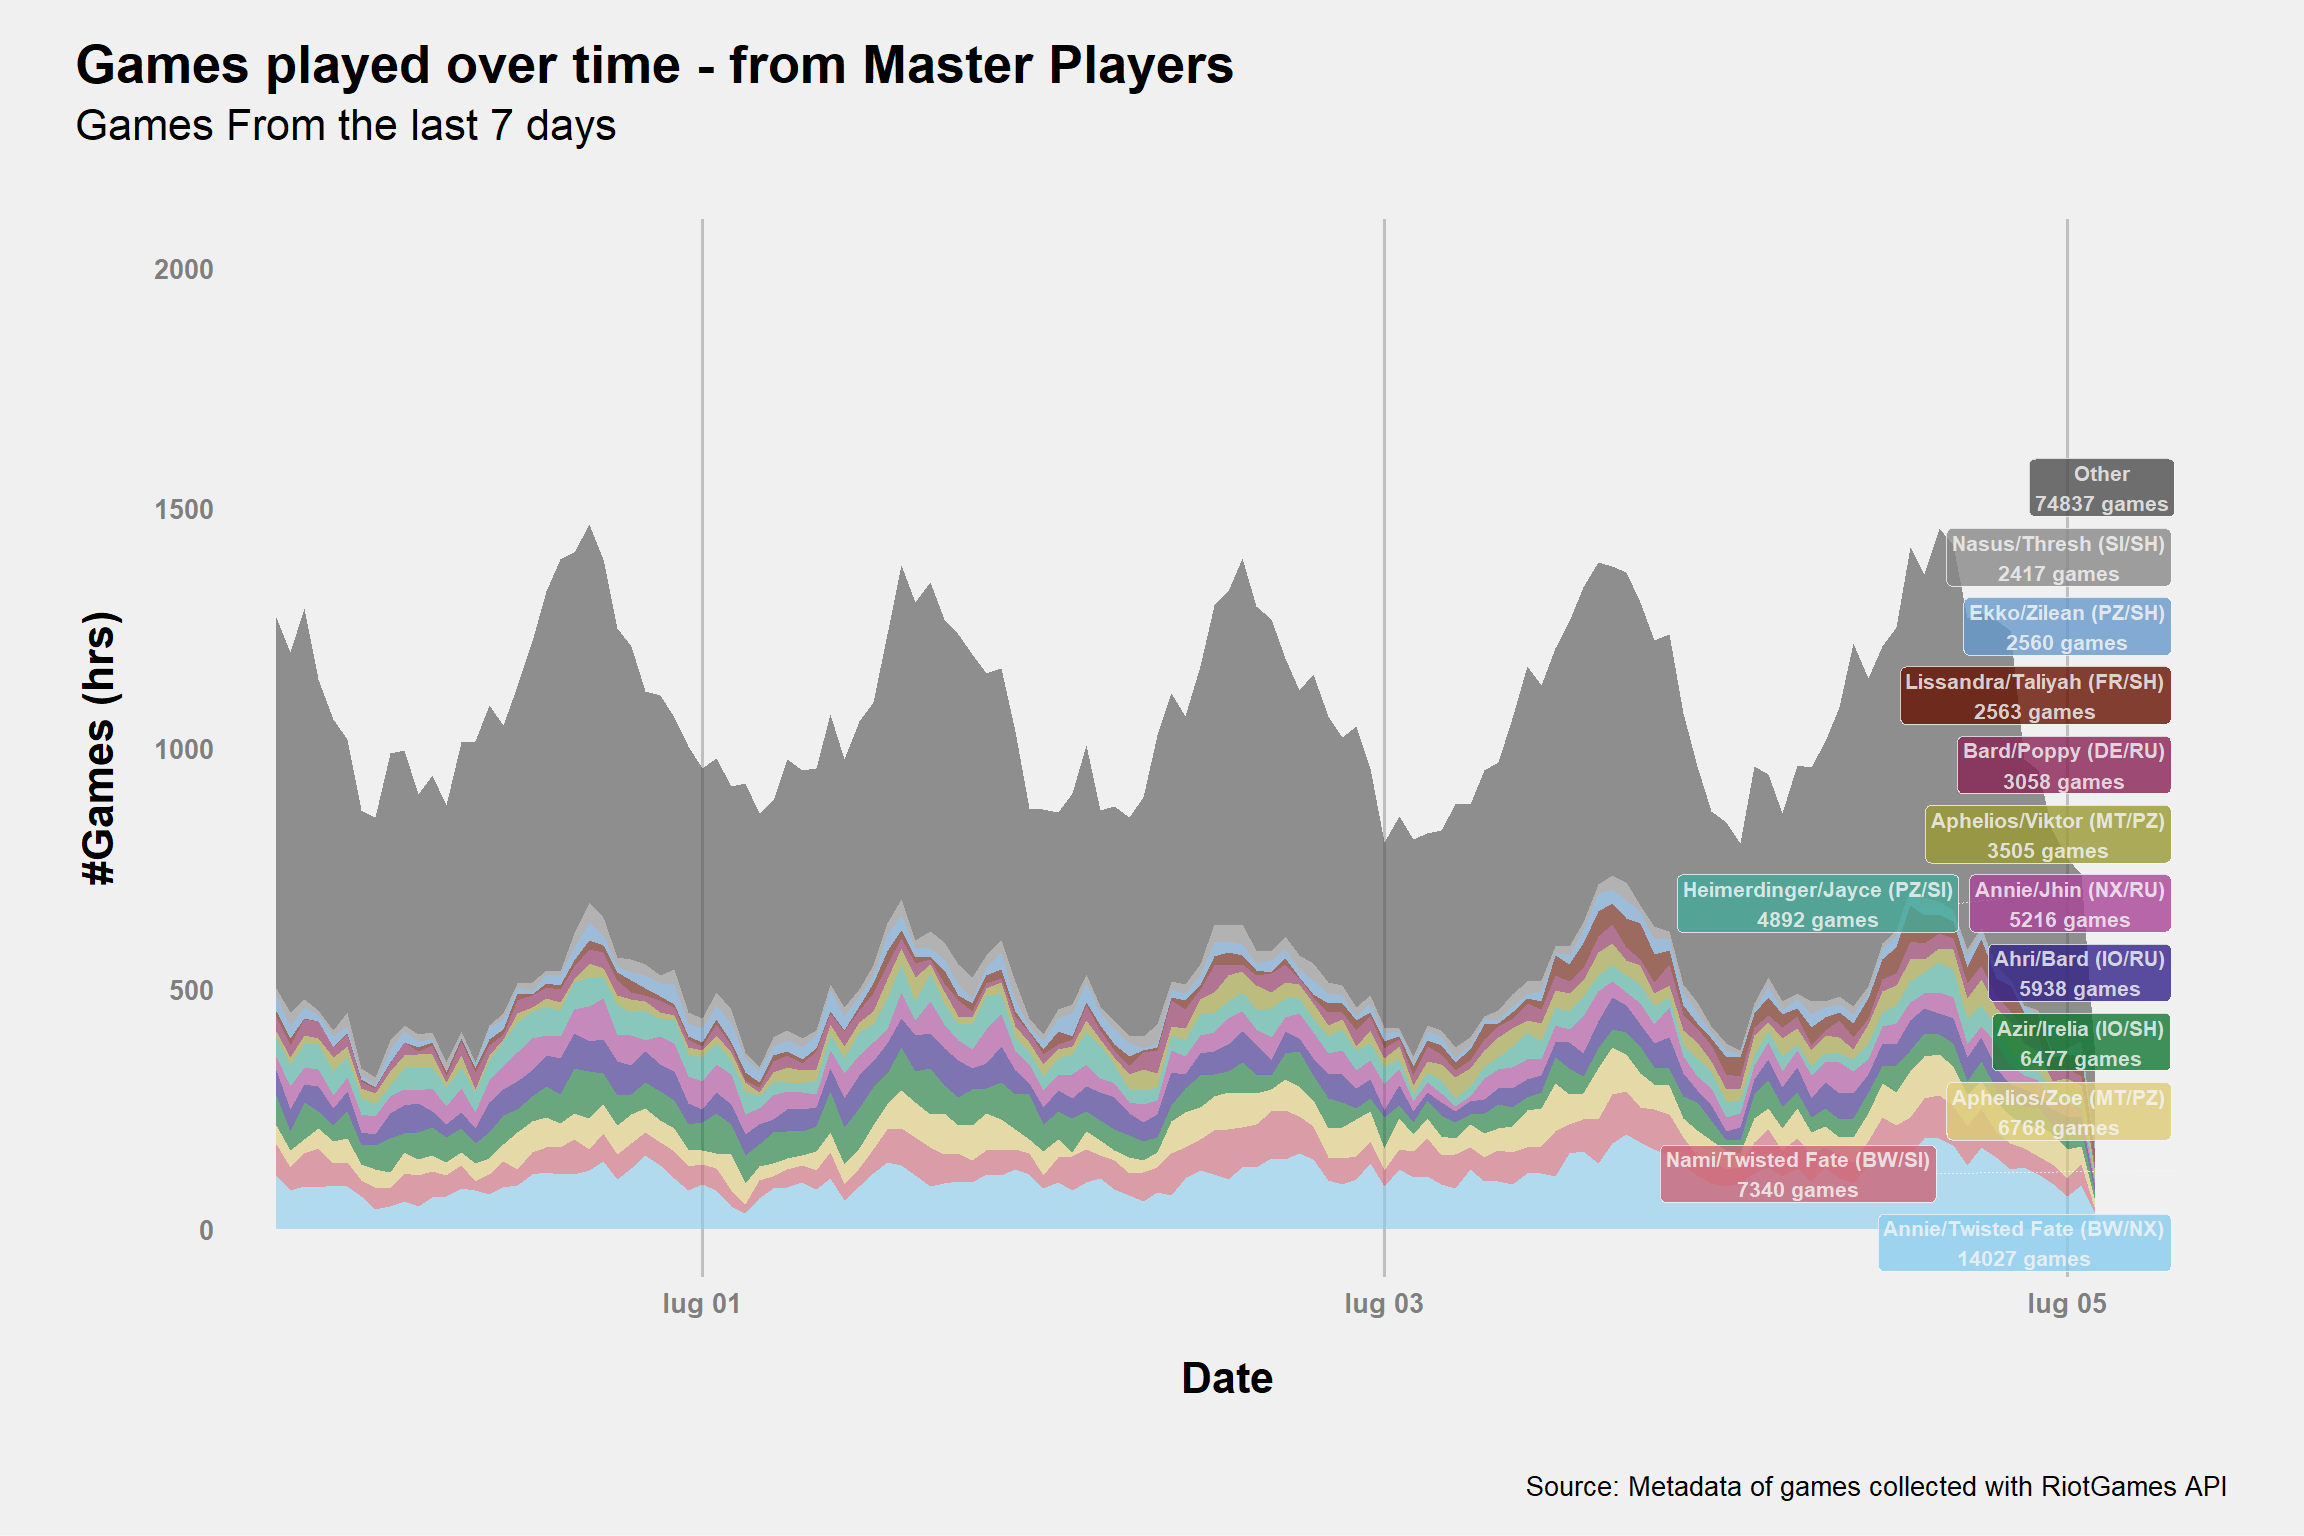 Games played over time - from Master Players
Games From the last 7 days
#Games (hrs)
2000
1500
1000
500
0
Other
74837 games
Nasus/Thresh (SI/SH)
2417 games
Ekko/Zilean (PZ/SH)
2560 games
Lissandra/Taliyah (FR/SH)
2563 games
Bard/Poppy (DE/RU)
3058 games
Aphelios/Viktor (MT/PZ)
3505 games
Heimerdinger/Jayce (PZ/SI)
4892 games
Annie/Jhin (NX/RU)
5216 games
Ahri/Bard (IO/RU)
5938 games
Azir/Irelia (IO/SH)
6477 games
Aphelios/Zoe (MT/PZ)
6768 games
Nami/Twisted Fate (BW/SI)
7340 games
Annie/Twisted Fate (BW/NX)
14027 games
lug 01
lug 03
lug 05
Date
Source: Metadata of games collected with RiotGames API